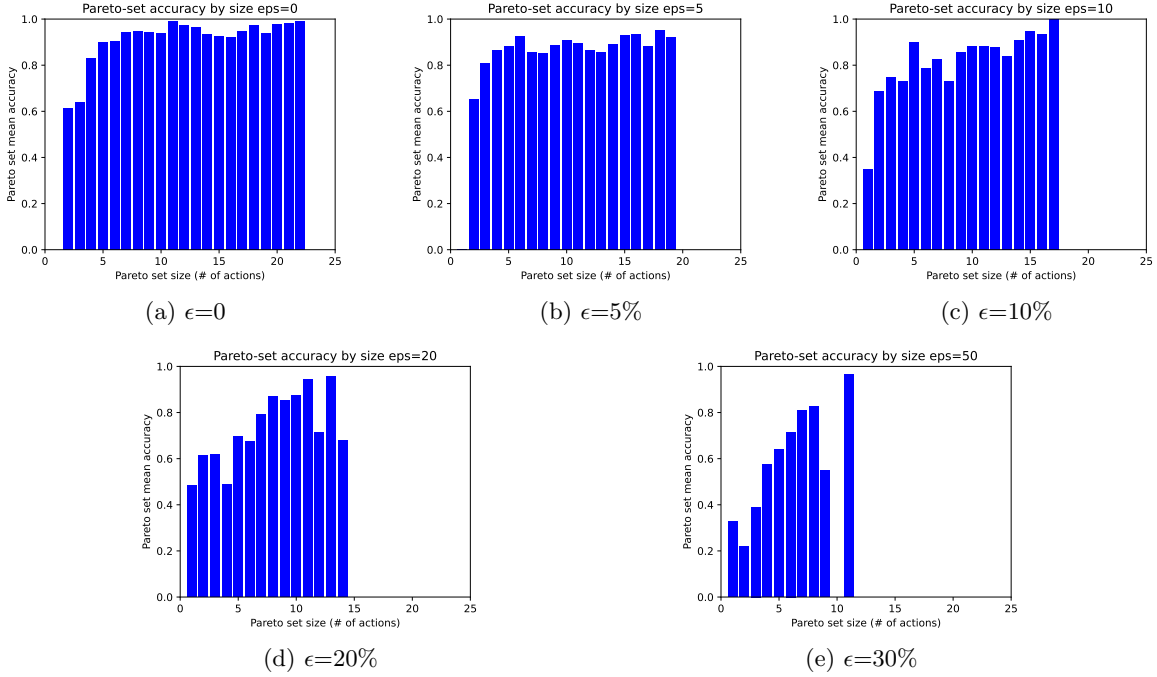 Pareto-set accuracy by size eps=0
Pareto set mean accuracy
1.0
0.8
0.6
0.4
0.2
0.0
0 5 10 15 20 25
Pareto set size (# of actions)
(a) ϵ=0
Pareto-set accuracy by size eps=5
Pareto set mean accuracy
1.0
0.8
0.6
0.4
0.2
0.0
0 5 10 15 20 25
Pareto set size (# of actions)
(b) ϵ=5%
Pareto-set accuracy by size eps=10
Pareto set mean accuracy
1.0
0.8
0.6
0.4
0.2
0.0
0 5 10 15 20 25
Pareto set size (# of actions)
(c) ϵ=10%
Pareto-set accuracy by size eps=20
Pareto set mean accuracy
1.0
0.8
0.6
0.4
0.2
0.0
0 5 10 15 20 25
Pareto set size (# of actions)
(d) ϵ=20%
Pareto-set accuracy by size eps=50
Pareto set mean accuracy
1.0
0.8
0.6
0.4
0.2
0.0
0 5 10 15 20 25
Pareto set size (# of actions)
(e) ϵ=30%